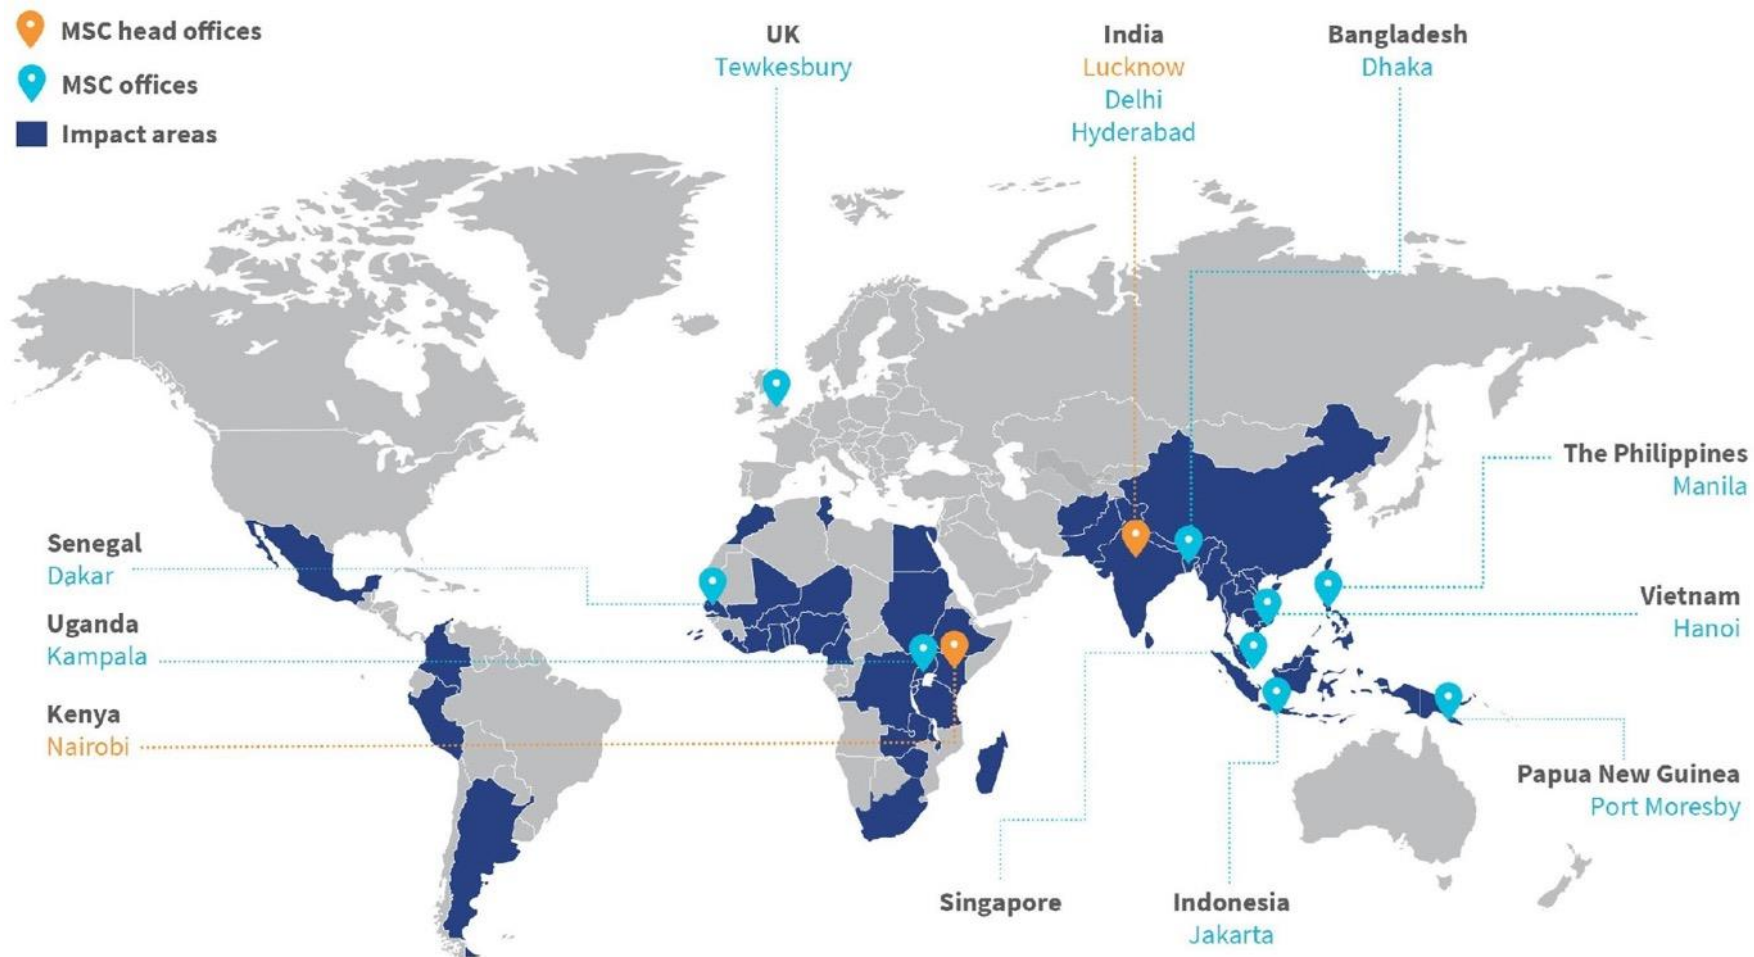 MSC head offices
MSC offices
Impact areas
UK
Tewkesbury
India
Lucknow
Delhi
Hyderabad
Bangladesh
Dhaka
The Philippines
Manila
Senegal
Dakar
Vietnam
Hanoi
Uganda
Kampala
Kenya
Nairobi
Papua New Guinea
Port Moresby
Singapore
Indonesia
Jakarta